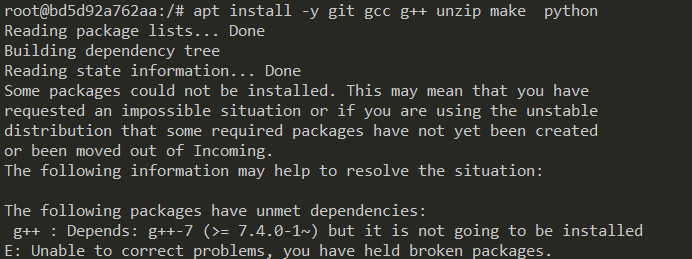 root@bd5d92a762aa:/# apt install -y git gcc g++ unzip make  python
Reading package lists... Done
Building dependency tree
Reading state information... Done
Some packages could not be installed. This may mean that you have
requested an impossible situation or if you are using the unstable
distribution that some required packages have not yet been created
or been moved out of Incoming.
The following information may help to resolve the situation:

The following packages have unmet dependencies:
 g++ : Depends: g++-7 (>= 7.4.0-1~) but it is not going to be installed
E: Unable to correct problems, you have held broken packages.